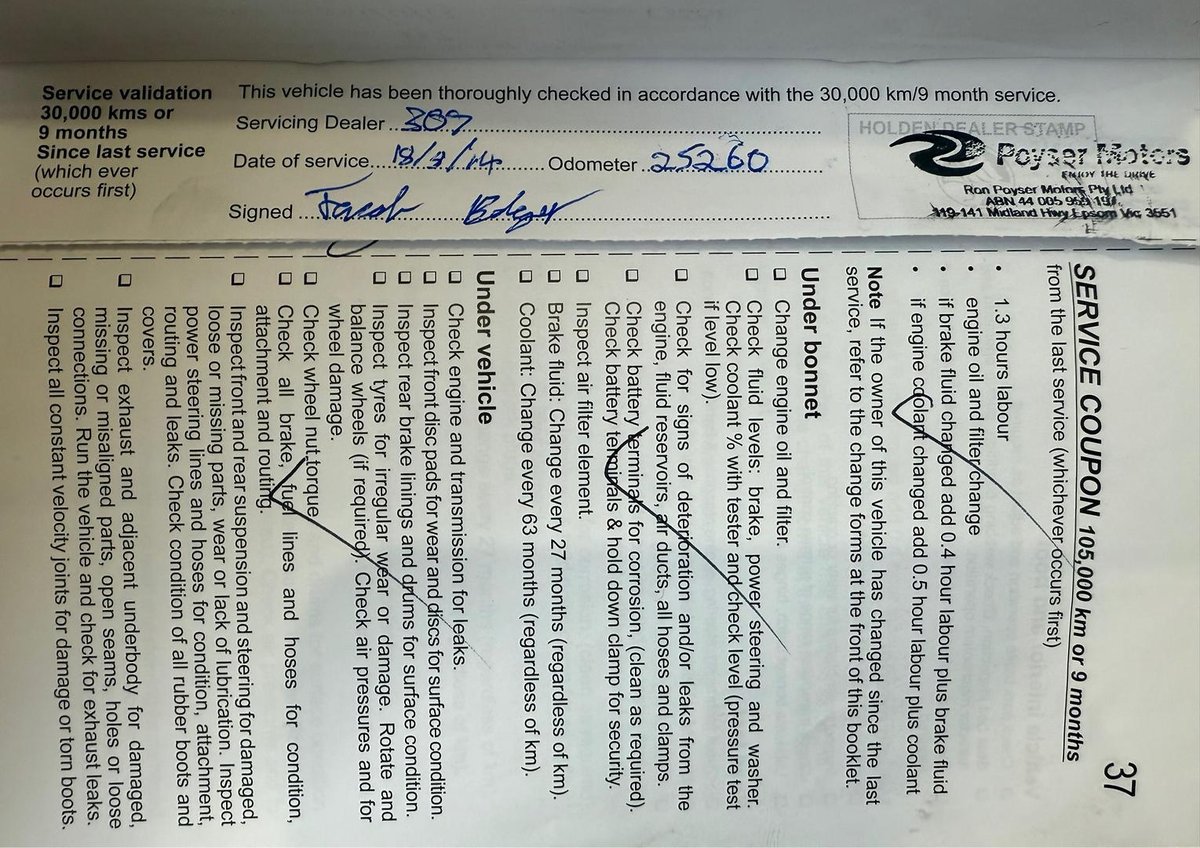 Service validation
30,000 kms or
9 months
Since last service
(which ever
occurs first)
This vehicle has been thoroughly checked in accordance with the 30,000 km/9 month service.
Servicing Dealer 309
Date of service 18/3/14 Odometer 25260
Signed Jacob
HOLDEN DEALER STAMP
Poyser Motors
ENJOY THE DRIVE
Ron Poyser Motors Pty Ltd
ABN 44 005 959 197
119-141 Midland Hwy Epsom Vic 3551
37
SERVICE COUPON 105,000 km or 9 months
from the last service (whichever occurs first)
• 1.3 hours labour
• engine oil and filter change
• if brake fluid changed add 0.4 hour labour plus brake fluid
• if engine coolant changed add 0.5 hour labour plus coolant
Note If the owner of this vehicle has changed since the last
service, refer to the change forms at the front of this booklet.
Under bonnet
❑ Change engine oil and filter.
❑ Check fluid levels: brake, power steering and washer.
Check coolant % with tester and check level (pressure test
if level low).
❑ Check for signs of deterioration and/or leaks from the
engine, fluid reservoirs, air ducts, all hoses and clamps.
❑ Check battery terminals for corrosion, (clean as required).
Check battery terminals & hold down clamp for security.
❑ Inspect air filter element.
❑ Brake fluid: Change every 27 months (regardless of km).
❑ Coolant: Change every 63 months (regardless of km).
Under vehicle
❑ Check engine and transmission for leaks.
❑ Inspect front disc pads for wear and discs for surface condition.
❑ Inspect rear brake linings and drums for surface condition.
❑ Inspect tyres for irregular wear or damage. Rotate and
balance wheels (if required). Check air pressures and for
wheel damage.
❑ Check wheel nut torque.
❑ Check all brake, fuel lines and hoses for condition,
attachment and routing.
❑ Inspect front and rear suspension and steering for damaged,
loose or missing parts, wear or lack of lubrication. Inspect
power steering lines and hoses for condition, attachment,
routing and leaks. Check condition of all rubber boots and
covers.
❑ Inspect exhaust and adjacent underbody for damaged,
missing or misaligned parts, open seams, holes or loose
connections. Run the vehicle and check for exhaust leaks.
❑ Inspect all constant velocity joints for damage or torn boots.